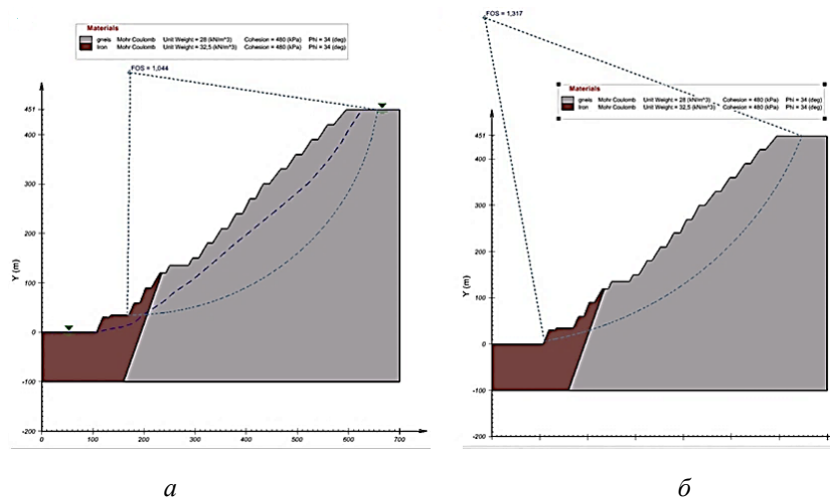 Materials
gneis Mohr Coulomb Unit Weight = 28 (kN/m^3) Cohesion = 480 (kPa) Phi = 34 (deg)
Iron Mohr Coulomb Unit Weight = 32,5 (kN/m^3) Cohesion = 480 (kPa) Phi = 34 (deg)
FOS = 1,044
451
400
300
200
100
0
-100
-200
Y (m)
0 100 200 300 400 500 600 700
a
FOS = 1,317
Materials
gneis Mohr Coulomb Unit Weight = 28 (kN/m^3) Cohesion = 480 (kPa) Phi = 34 (deg)
Iron Mohr Coulomb Unit Weight = 32,5 (kN/m^3) Cohesion = 480 (kPa) Phi = 34 (deg)
451
400
300
200
100
0
-100
-200
Y (m)
б